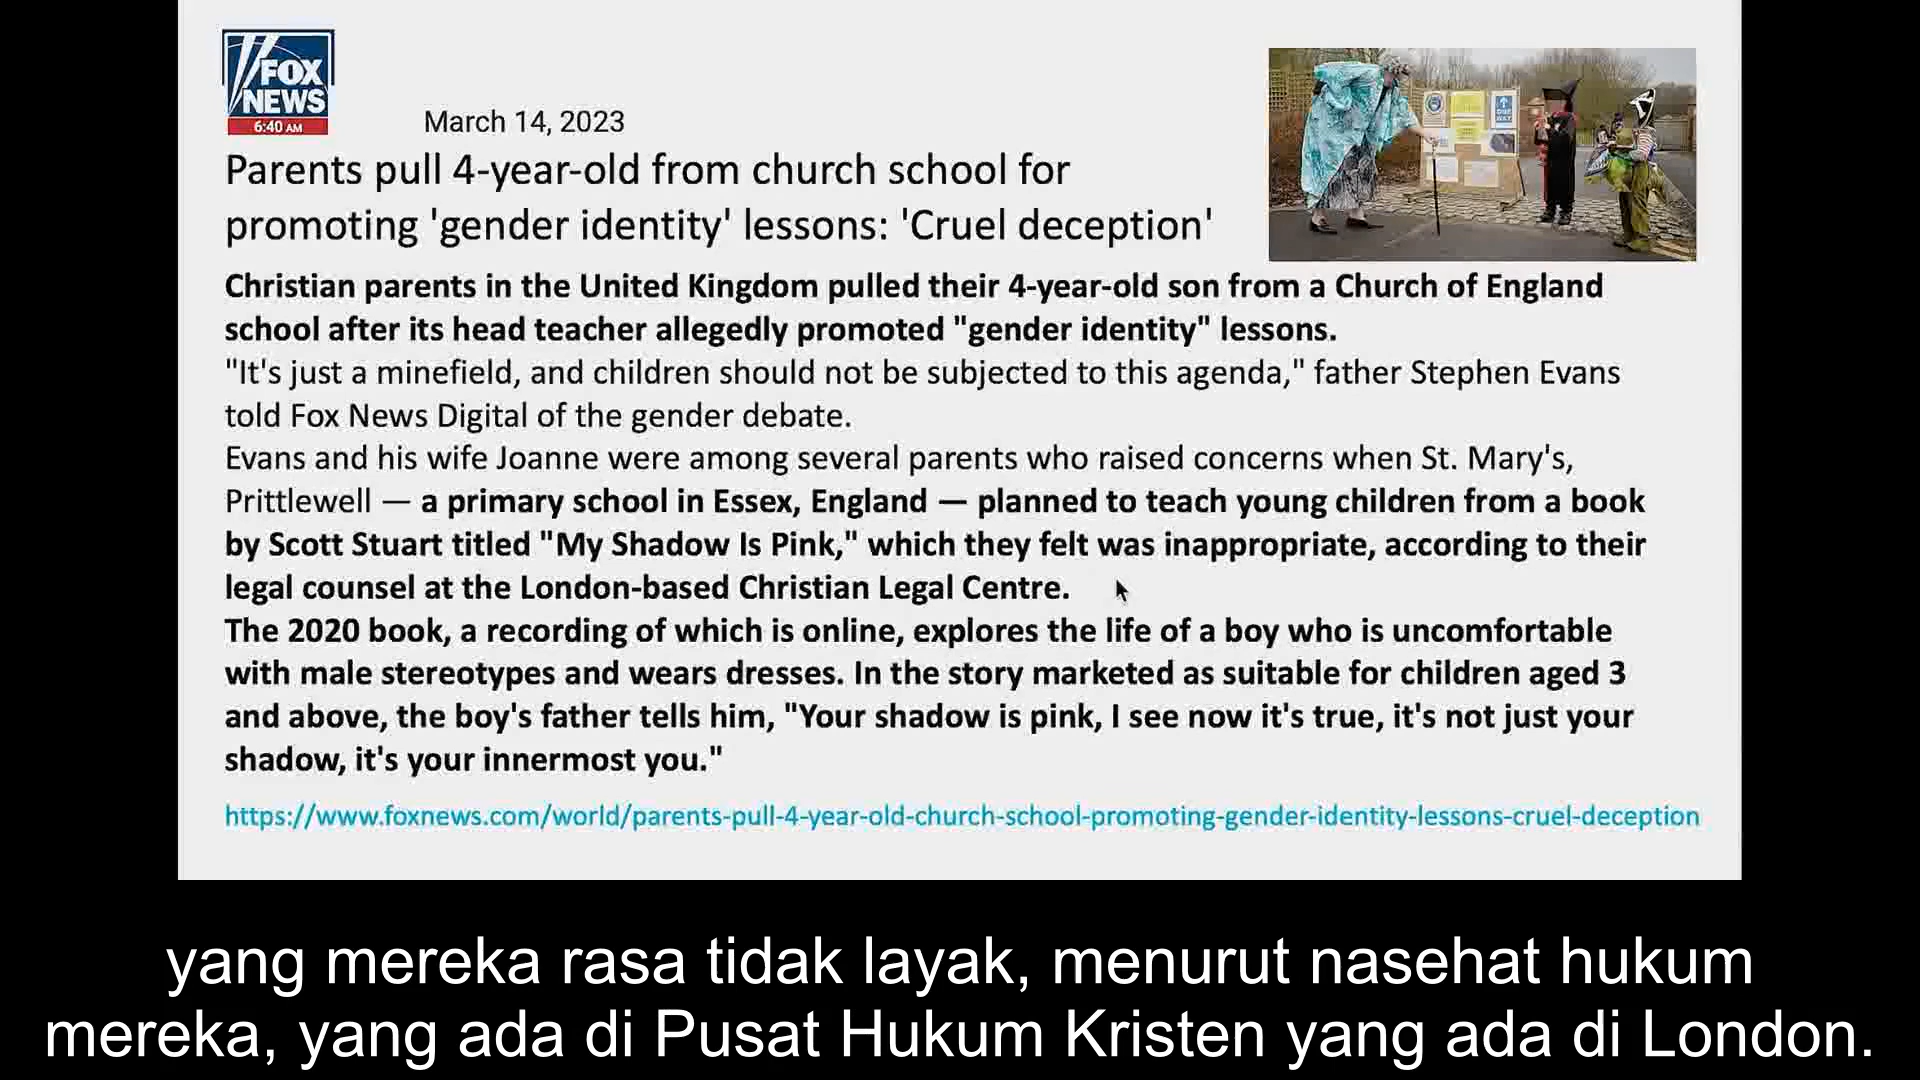 FOX
NEWS
6:40 AM
March 14, 2023
Parents pull 4-year-old from church school for
promoting 'gender identity' lessons: 'Cruel deception'
ONE
WAY
Christian parents in the United Kingdom pulled their 4-year-old son from a Church of England
school after its head teacher allegedly promoted "gender identity" lessons.
"It's just a minefield, and children should not be subjected to this agenda," father Stephen Evans
told Fox News Digital of the gender debate.
Evans and his wife Joanne were among several parents who raised concerns when St. Mary's,
Prittlewell — a primary school in Essex, England — planned to teach young children from a book
by Scott Stuart titled "My Shadow Is Pink," which they felt was inappropriate, according to their
legal counsel at the London-based Christian Legal Centre.
The 2020 book, a recording of which is online, explores the life of a boy who is uncomfortable
with male stereotypes and wears dresses. In the story marketed as suitable for children aged 3
and above, the boy's father tells him, "Your shadow is pink, I see now it's true, it's not just your
shadow, it's your innermost you."
https://www.foxnews.com/world/parents-pull-4-year-old-church-school-promoting-gender-identity-lessons-cruel-deception
yang mereka rasa tidak layak, menurut nasehat hukum
mereka, yang ada di Pusat Hukum Kristen yang ada di London.